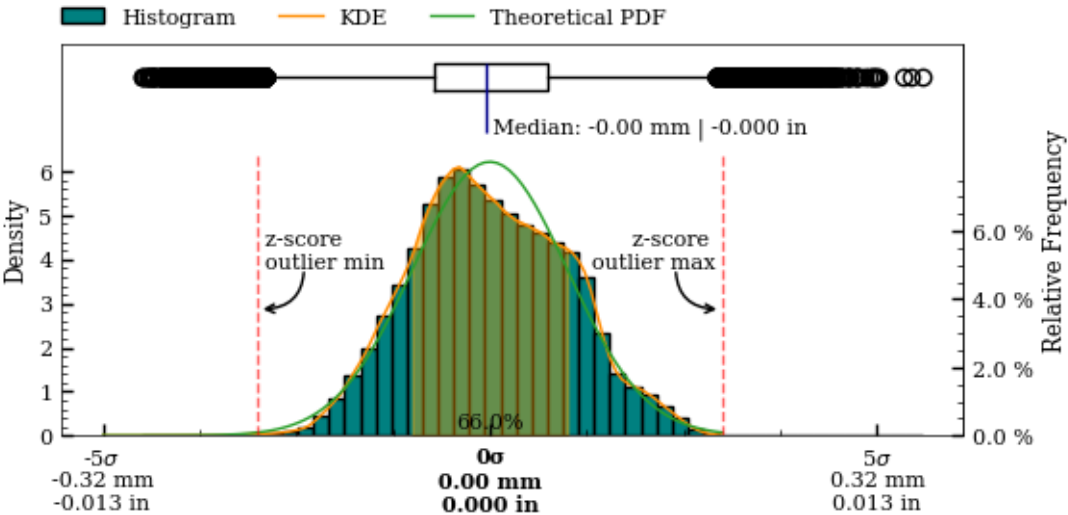 Histogram KDE Theoretical PDF
Median: -0.00 mm | -0.000 in
Density
6
5
4
3
2
1
0
z-score
outlier min
z-score
outlier max
66.0%
Relative Frequency
6.0 %
4.0 %
2.0 %
0.0 %
-5σ
-0.32 mm
-0.013 in
0σ
0.00 mm
0.000 in
5σ
0.32 mm
0.013 in